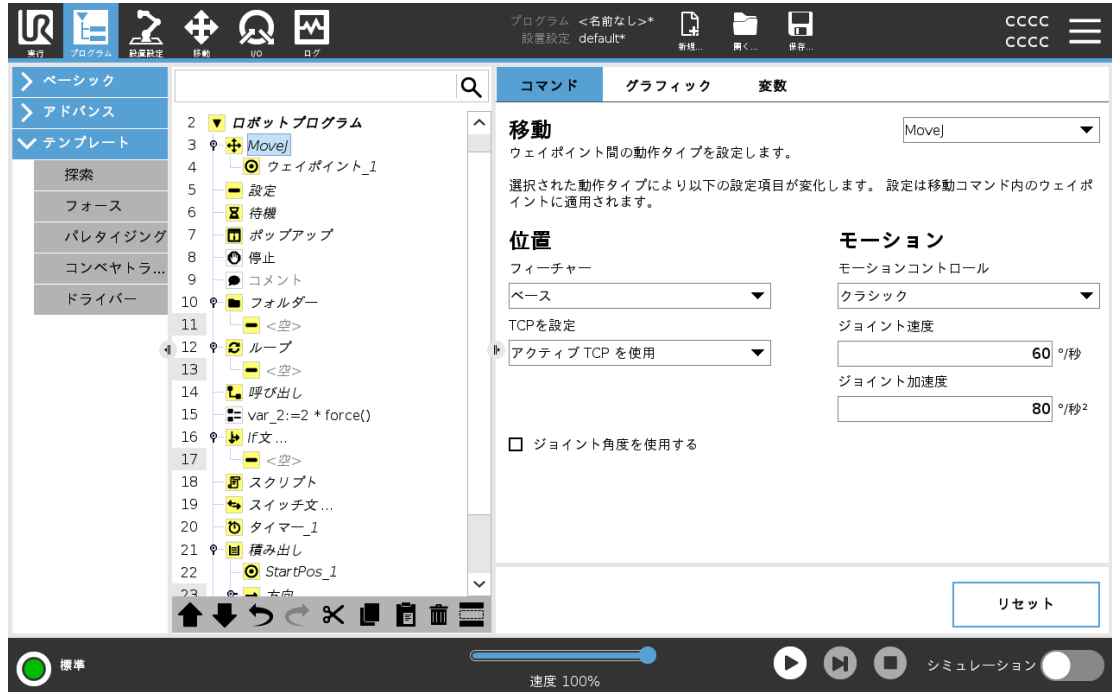 UR
実行
プログラム
設置設定
移動
I/O
ログ
プログラム <名前なし>*
設置設定 default*
新規...
開く...
保存...
CCCC
CCCC
ベーシック
アドバンス
テンプレート
探索
フォース
パレタイジング
コンベヤトラ...
ドライバー
2 ロボットプログラム
3 MoveJ
4 ウェイポイント_1
5 設定
6 待機
7 ポップアップ
8 停止
9 コメント
10 フォルダー
11 <空>
12 ループ
13 <空>
14 呼び出し
15 var_2:=2 * force()
16 If文...
17 <空>
18 スクリプト
19 スイッチ文...
20 タイマー_1
21 積み出し
22 StartPos_1
23 方向
コマンド
グラフィック
変数
移動
MoveJ
ウェイポイント間の動作タイプを設定します。
選択された動作タイプにより以下の設定項目が変化します。 設定は移動コマンド内のウェイポ
イントに適用されます。
位置
フィーチャー
ベース
TCPを設定
アクティブ TCP を使用
ジョイント角度を使用する
モーション
モーションコントロール
クラシック
ジョイント速度
60 °/秒
ジョイント加速度
80 °/秒²
リセット
標準
速度 100%
シミュレーション